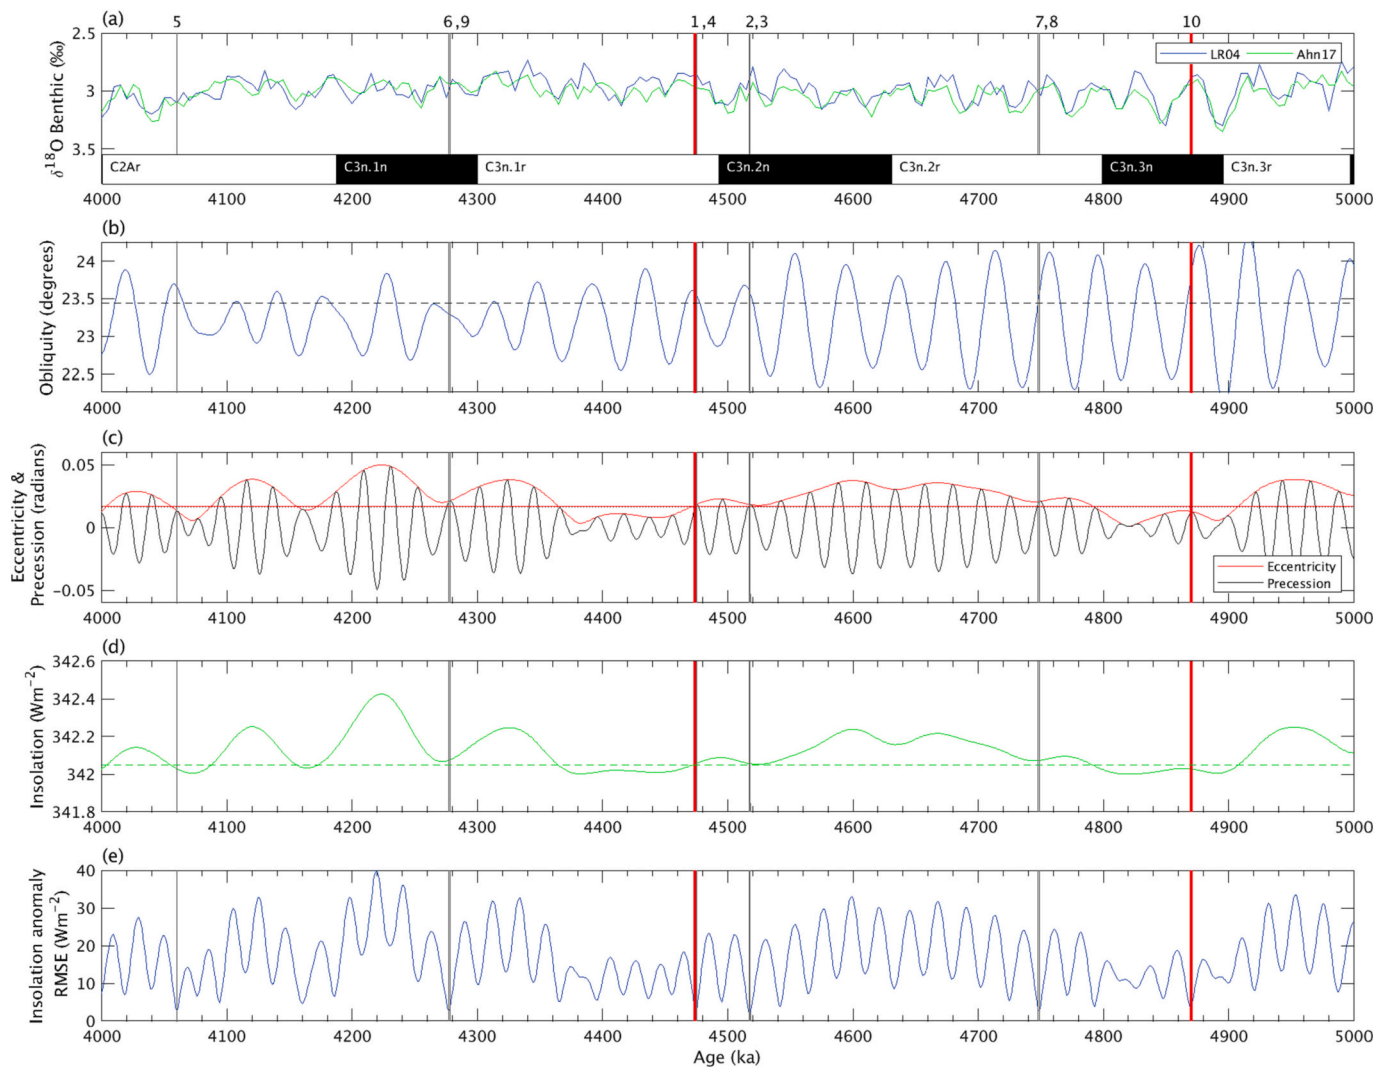 (a) 5 6,9 1,4 2,3 7,8 10
2.5
3
3.5
δ18O Benthic (‰)
LR04 Ahn17
C2Ar C3n.1n C3n.1r C3n.2n C3n.2r C3n.3n C3n.3r
4000 4100 4200 4300 4400 4500 4600 4700 4800 4900 5000
(b)
24
23.5
23
22.5
Obliquity (degrees)
4000 4100 4200 4300 4400 4500 4600 4700 4800 4900 5000
(c)
0.05
0
-0.05
Eccentricity &
Precession (radians)
Eccentricity
Precession
4000 4100 4200 4300 4400 4500 4600 4700 4800 4900 5000
(d)
342.6
342.4
342.2
342
341.8
Insolation (Wm−2)
4000 4100 4200 4300 4400 4500 4600 4700 4800 4900 5000
(e)
40
30
20
10
0
Insolation anomaly
RMSE (Wm−2)
4000 4100 4200 4300 4400 4500 4600 4700 4800 4900 5000
Age (ka)